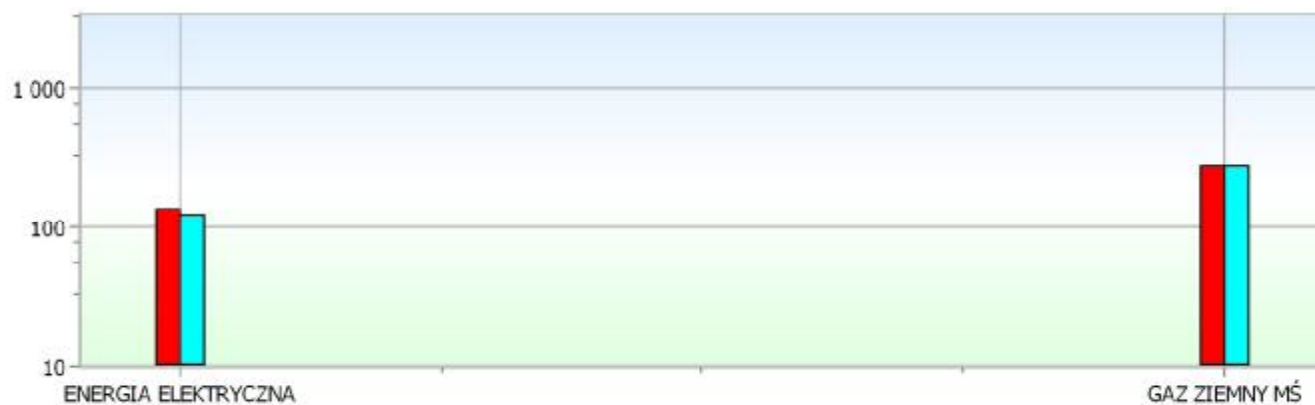 1 000
100
10
ENERGIA ELEKTRYCZNA
GAZ ZIEMNY MŚ